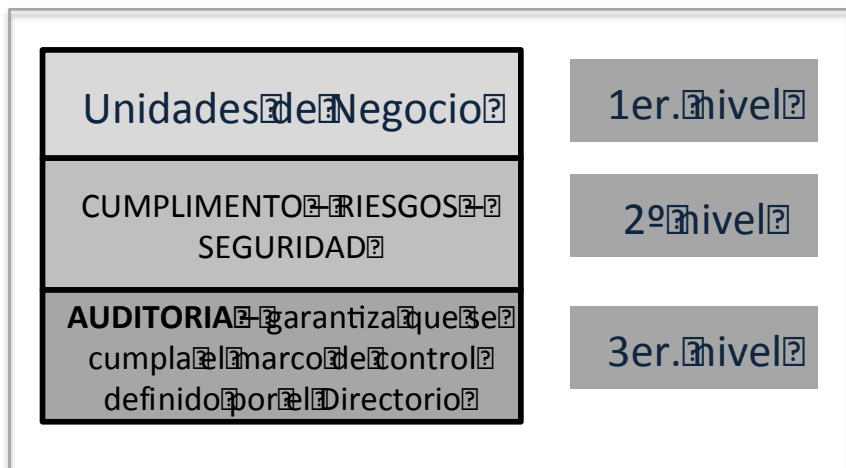 Unidades de Negocio
1er. nivel
CUMPLIMENTO – RIESGOS –
SEGURIDAD
2º nivel
AUDITORIA – garantiza que se
cumpla el marco de control
definido por el Directorio
3er. nivel